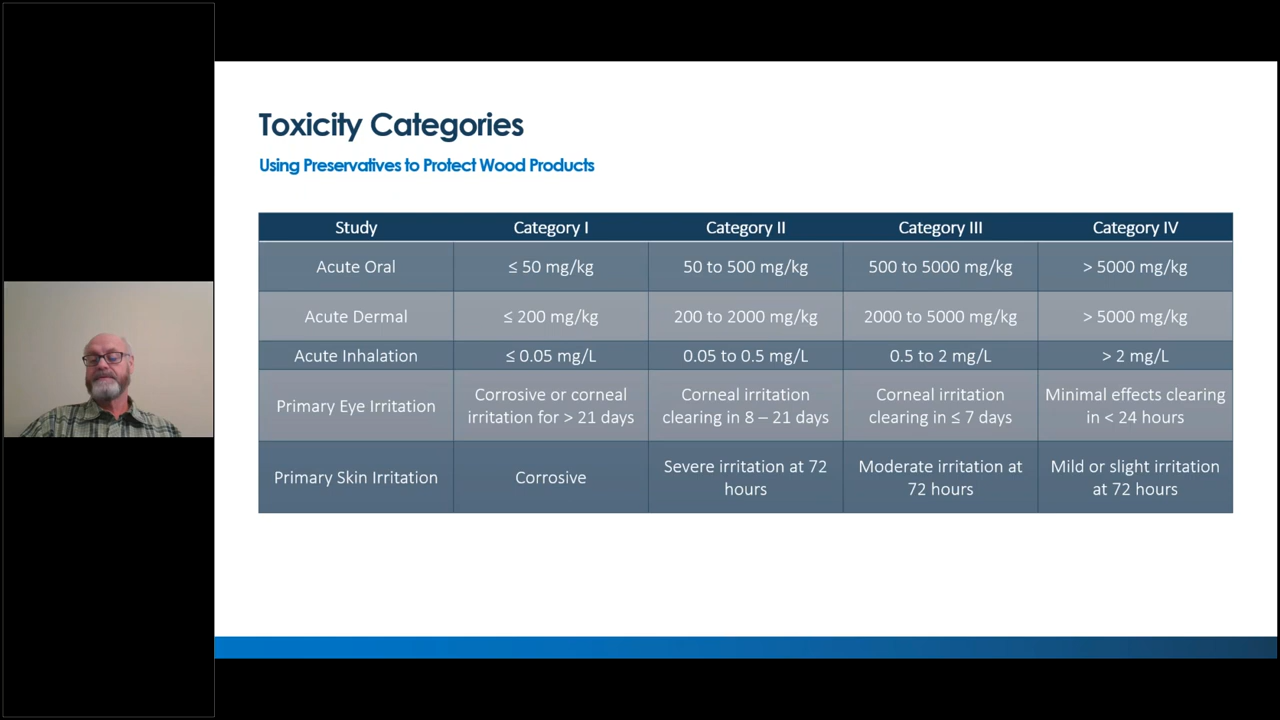 Toxicity Categories
Using Preservatives to Protect Wood Products
Study Category I Category II Category III Category IV
Acute Oral ≤ 50 mg/kg 50 to 500 mg/kg 500 to 5000 mg/kg > 5000 mg/kg
Acute Dermal ≤ 200 mg/kg 200 to 2000 mg/kg 2000 to 5000 mg/kg > 5000 mg/kg
Acute Inhalation ≤ 0.05 mg/L 0.05 to 0.5 mg/L 0.5 to 2 mg/L > 2 mg/L
Primary Eye Irritation
Corrosive or corneal
irritation for > 21 days
Corneal irritation
clearing in 8 – 21 days
Corneal irritation
clearing in ≤ 7 days
Minimal effects clearing
in < 24 hours
Primary Skin Irritation
Corrosive
Severe irritation at 72
hours
Moderate irritation at
72 hours
Mild or slight irritation
at 72 hours